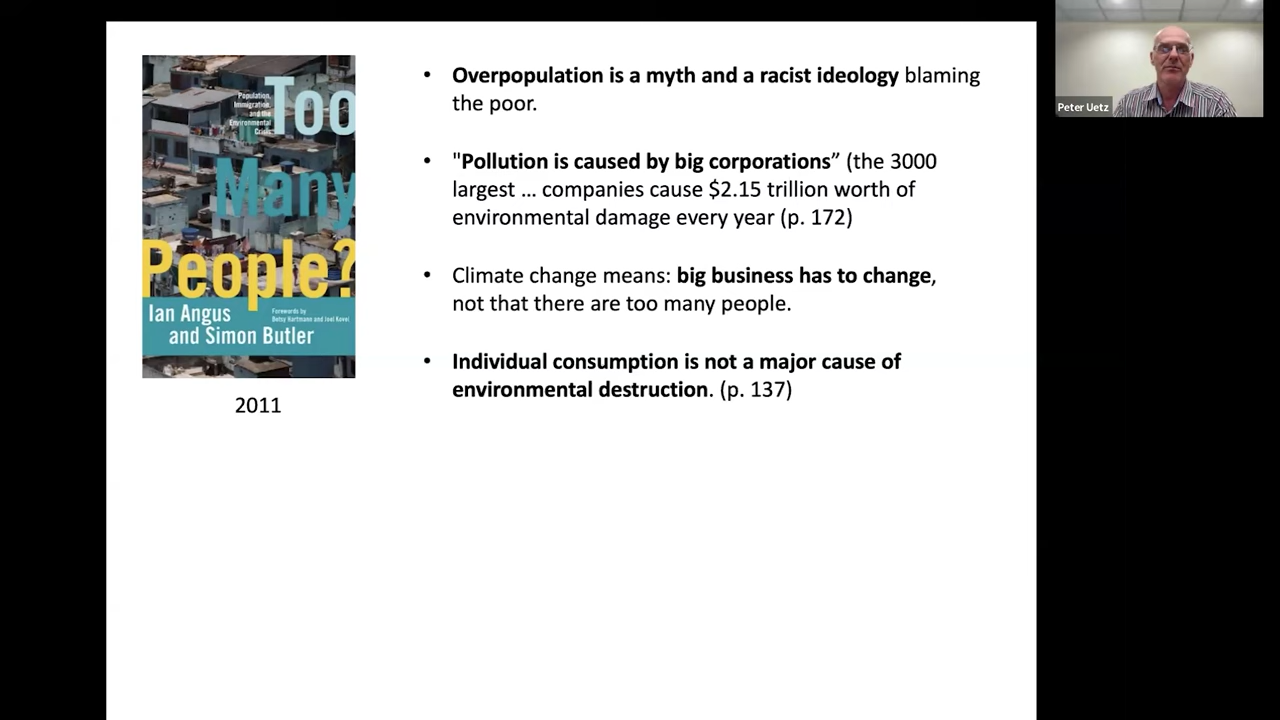 Population,
Immigration,
and the
Environmental
Crisis
Too
Many
People?
Ian Angus
and Simon Butler
Forewords by
Betsy Hartmann and Joel Kovel
2011
• Overpopulation is a myth and a racist ideology blaming
the poor.
• "Pollution is caused by big corporations” (the 3000
largest … companies cause $2.15 trillion worth of
environmental damage every year (p. 172)
• Climate change means: big business has to change,
not that there are too many people.
• Individual consumption is not a major cause of
environmental destruction. (p. 137)
Peter Uetz